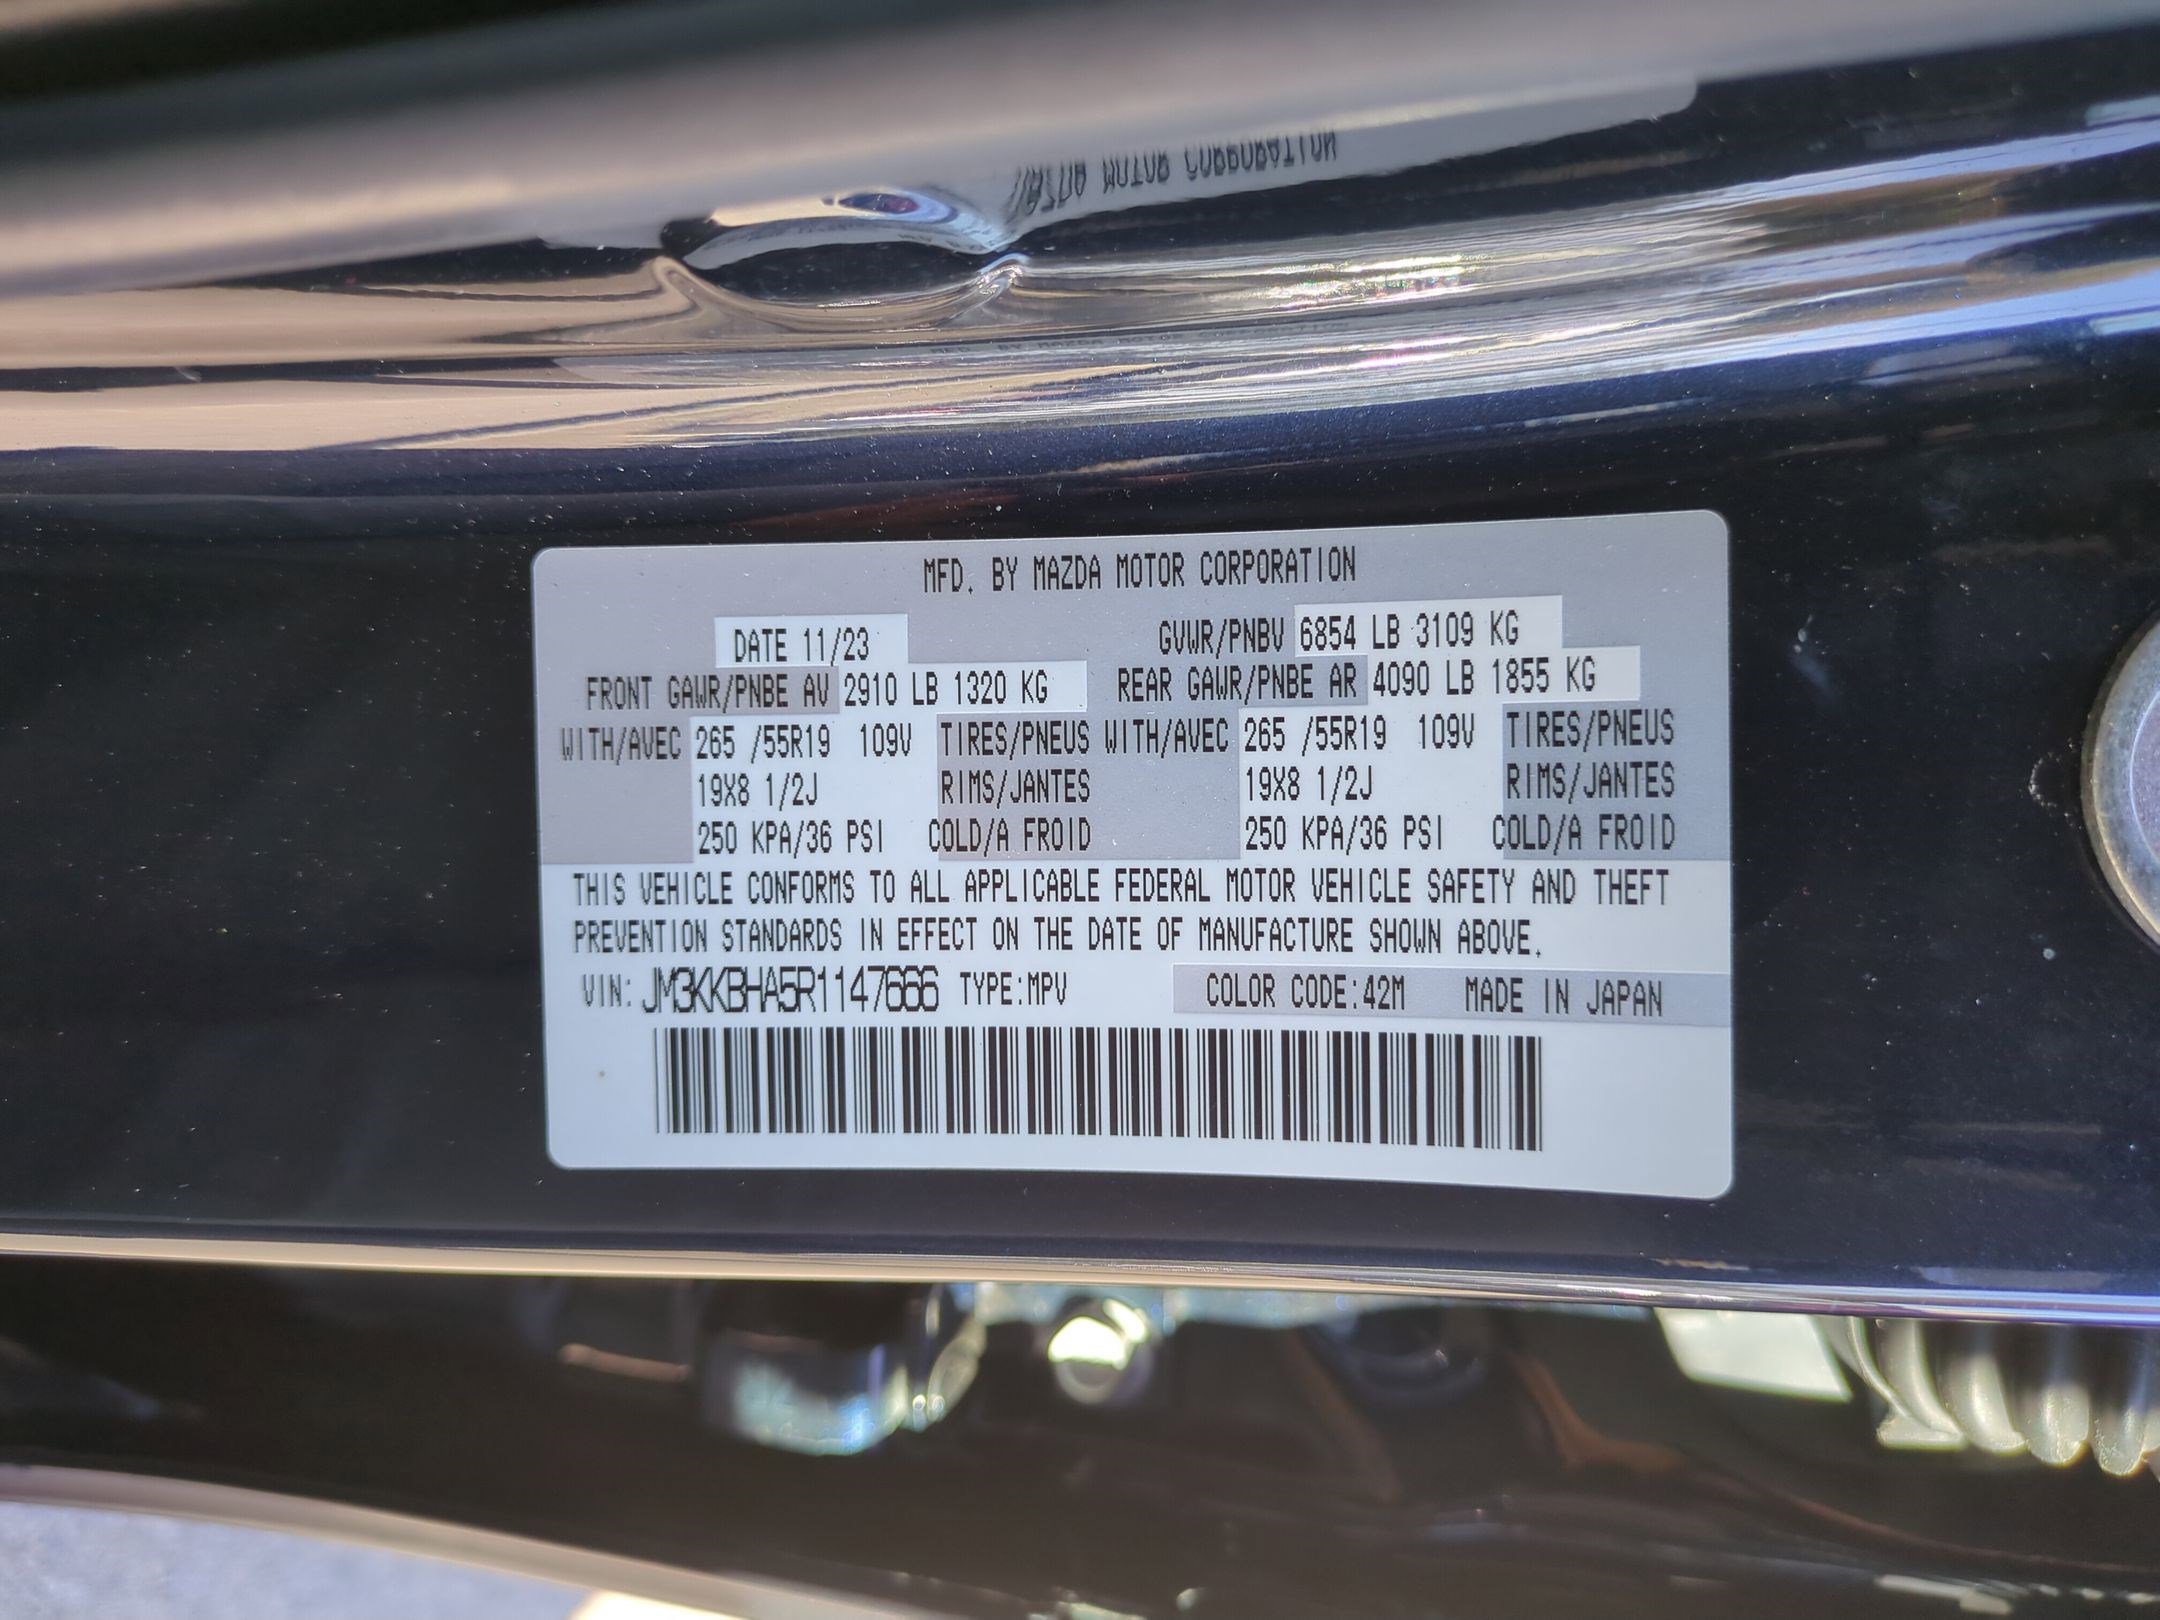 MFD. BY MAZDA MOTOR CORPORATION
DATE 11/23 GVWR/PNBV 6854 LB 3109 KG
FRONT GAWR/PNBE AV 2910 LB 1320 KG REAR GAWR/PNBE AR 4090 LB 1855 KG
WITH/AVEC 265 /55R19 109V TIRES/PNEUS WITH/AVEC 265 /55R19 109V TIRES/PNEUS
19X8 1/2J RIMS/JANTES 19X8 1/2J RIMS/JANTES
250 KPA/36 PSI COLD/A FROID 250 KPA/36 PSI COLD/A FROID
THIS VEHICLE CONFORMS TO ALL APPLICABLE FEDERAL MOTOR VEHICLE SAFETY AND THEFT
PREVENTION STANDARDS IN EFFECT ON THE DATE OF MANUFACTURE SHOWN ABOVE.
VIN: JM3KKBHA5R1147666 TYPE:MPV COLOR CODE:42M MADE IN JAPAN